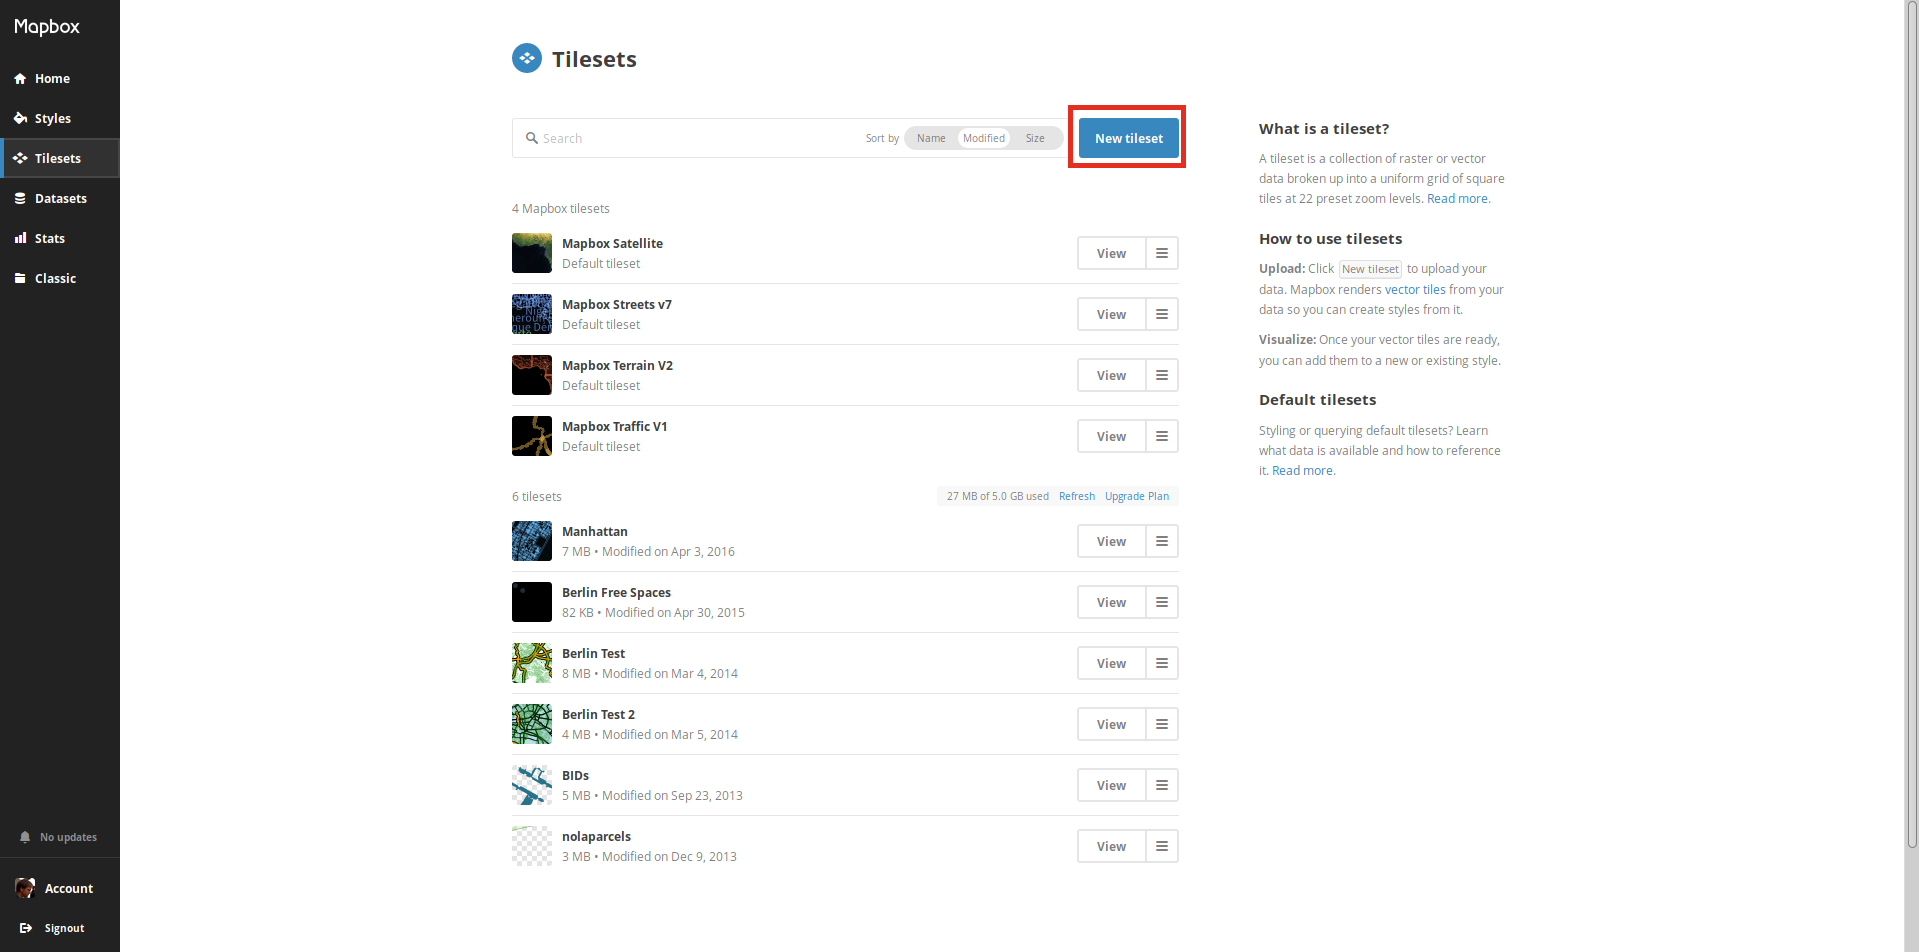 Mapbox
Home
Styles
Tilesets
Datasets
Stats
Classic
No updates
Account
Signout
Tilesets
Search
Sort by Name Modified Size
New tileset
4 Mapbox tilesets
Mapbox Satellite
Default tileset
View
Mapbox Streets v7
Default tileset
View
Mapbox Terrain V2
Default tileset
View
Mapbox Traffic V1
Default tileset
View
6 tilesets
27 MB of 5.0 GB used Refresh Upgrade Plan
Manhattan
7 MB • Modified on Apr 3, 2016
View
Berlin Free Spaces
82 KB • Modified on Apr 30, 2015
View
Berlin Test
8 MB • Modified on Mar 4, 2014
View
Berlin Test 2
4 MB • Modified on Mar 5, 2014
View
BIDs
5 MB • Modified on Sep 23, 2013
View
nolaparcels
3 MB • Modified on Dec 9, 2013
View
What is a tileset?
A tileset is a collection of raster or vector
data broken up into a uniform grid of square
tiles at 22 preset zoom levels. Read more.
How to use tilesets
Upload: Click New tileset to upload your
data. Mapbox renders vector tiles from your
data so you can create styles from it.
Visualize: Once your vector tiles are ready,
you can add them to a new or existing style.
Default tilesets
Styling or querying default tilesets? Learn
what data is available and how to reference
it. Read more.